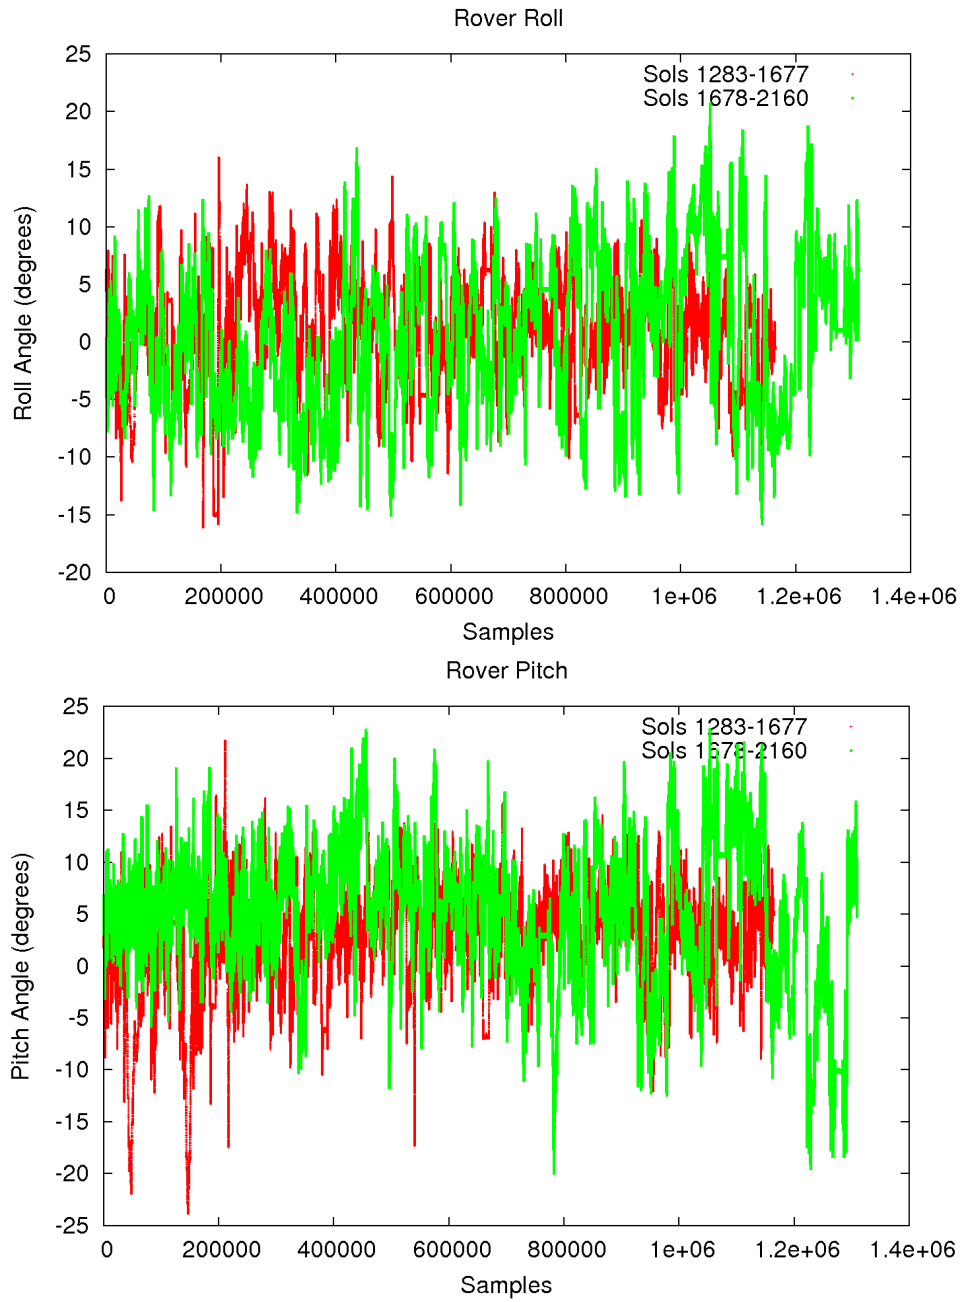 Rover Roll
25
20
15
10
5
0
-5
-10
-15
-20
Roll Angle (degrees)
Sols 1283-1677
Sols 1678-2160
0 200000 400000 600000 800000 1e+06 1.2e+06 1.4e+06
Samples
Rover Pitch
25
20
15
10
5
0
-5
-10
-15
-20
-25
Pitch Angle (degrees)
Sols 1283-1677
Sols 1678-2160
0 200000 400000 600000 800000 1e+06 1.2e+06 1.4e+06
Samples